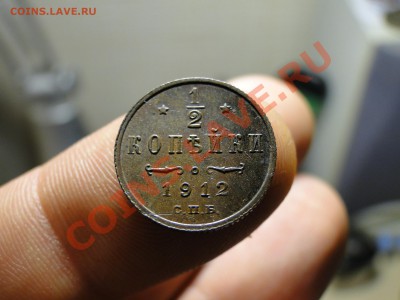 COINS.LAVE.RU
★ 1/2 ★
КОПѢЙКИ
1912
С.П.Б.
COINS.LAVE.RU